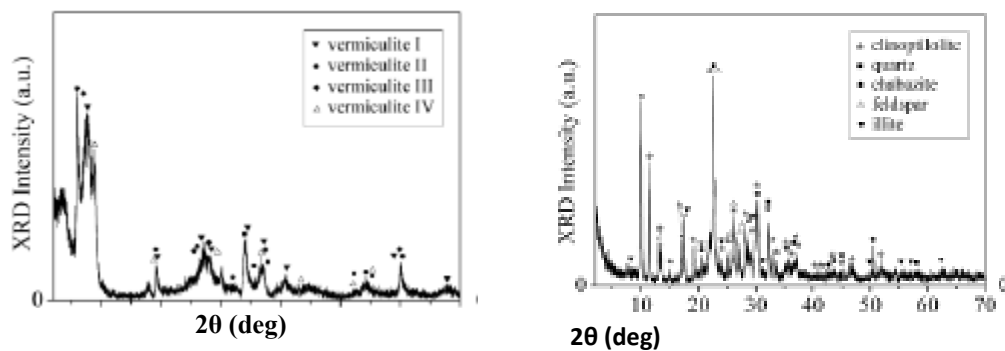 XRD Intensity (a.u.)
vermiculite I
vermiculite II
vermiculite III
vermiculite IV
0
2θ (deg)
XRD Intensity (a.u.)
clinoptilolite
quartz
chabazite
feldspar
illite
0
10 20 30 40 50 60 70
2θ (deg)